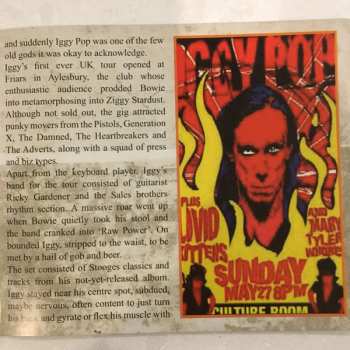 and suddenly Iggy Pop was one of the few
old gods it was okay to acknowledge.
Iggy's first ever UK tour opened at
Friars in Aylesbury, the club whose
enthusiastic audience prodded Bowie
into metamorphosing into Ziggy Stardust.
Although not sold out, the gig attracted
punky movers from the Pistols, Generation
X, The Damned, The Heartbreakers and
The Adverts, along with a squad of press
and biz types.
Apart from the keyboard player, Iggy's
band for the tour consisted of guitarist
Ricky Gardener and the Sales brothers
rhythm section. A massive roar went up
when Bowie quietly took his stool and
the band cranked into 'Raw Power'. On
bounded Iggy, stripped to the waist, to be
met by a hail of gob and beer.
The set consisted of Stooges classics and
tracks from his not-yet-released album.
Iggy stayed near his centre spot, subdued,
maybe nervous, often content to just turn
his back and gyrate or flex his muscle with
IGGY POP
PLUS
AND
MARY
TYLER
SUNDAY
MAY 27 8PM
CULTURE ROOM